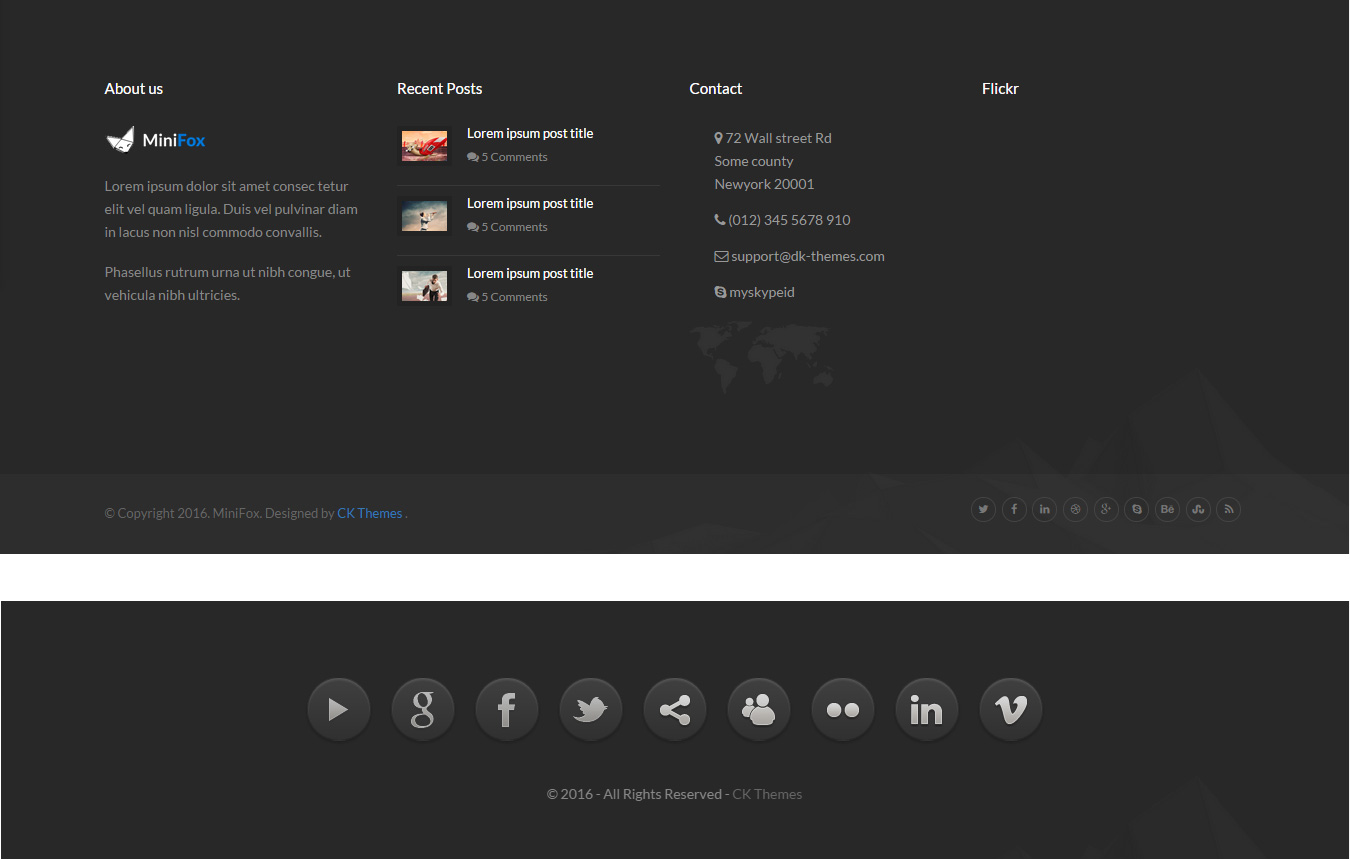 About us
MiniFox
Lorem ipsum dolor sit amet consec tetur
elit vel quam ligula. Duis vel pulvinar diam
in lacus non nisl commodo convallis.
Phasellus rutrum urna ut nibh congue, ut
vehicula nibh ultricies.
Recent Posts
Lorem ipsum post title
5 Comments
Lorem ipsum post title
5 Comments
Lorem ipsum post title
5 Comments
Contact
72 Wall street Rd
Some county
Newyork 20001
(012) 345 5678 910
support@dk-themes.com
myskypeid
Flickr
© Copyright 2016. MiniFox. Designed by CK Themes .
© 2016 - All Rights Reserved - CK Themes